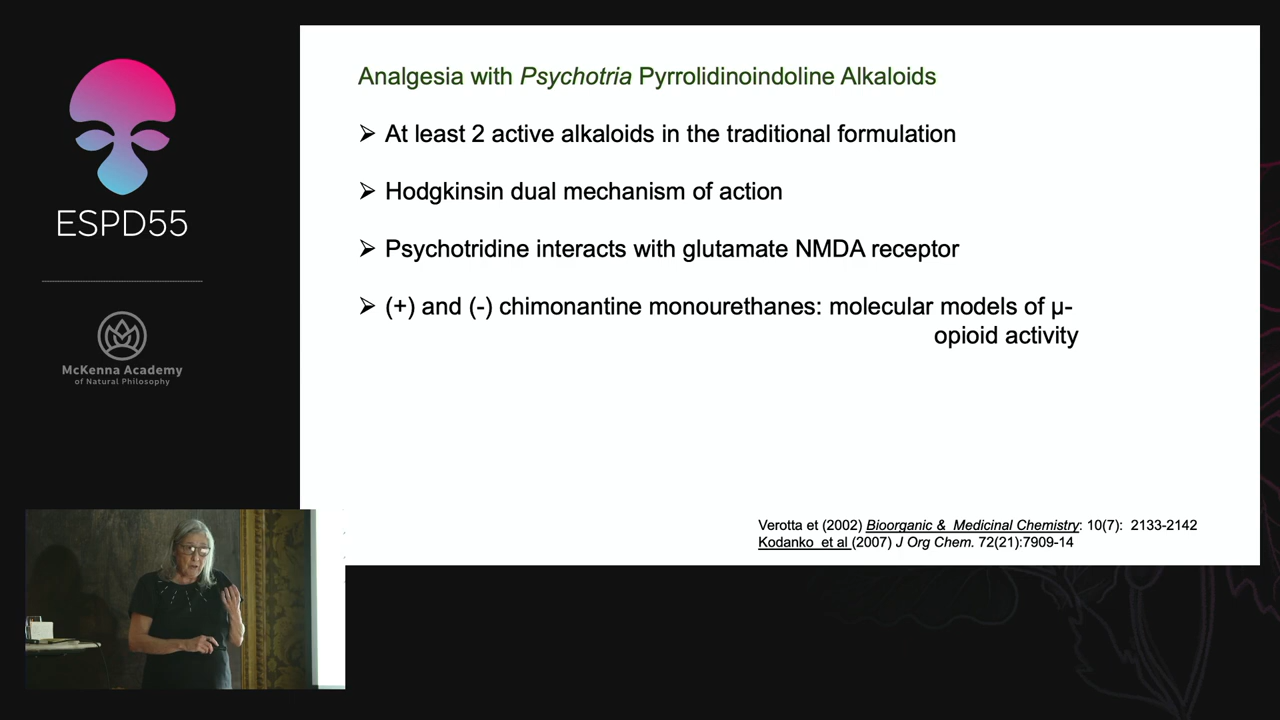 ESPD55
McKenna Academy
of Natural Philosophy
Analgesia with Psychotria Pyrrolidinoindoline Alkaloids
➢ At least 2 active alkaloids in the traditional formulation
➢ Hodgkinsin dual mechanism of action
➢ Psychotridine interacts with glutamate NMDA receptor
➢ (+) and (-) chimonantine monourethanes: molecular models of µ-
opioid activity
Verotta et (2002) Bioorganic & Medicinal Chemistry: 10(7): 2133-2142
Kodanko et al (2007) J Org Chem. 72(21):7909-14